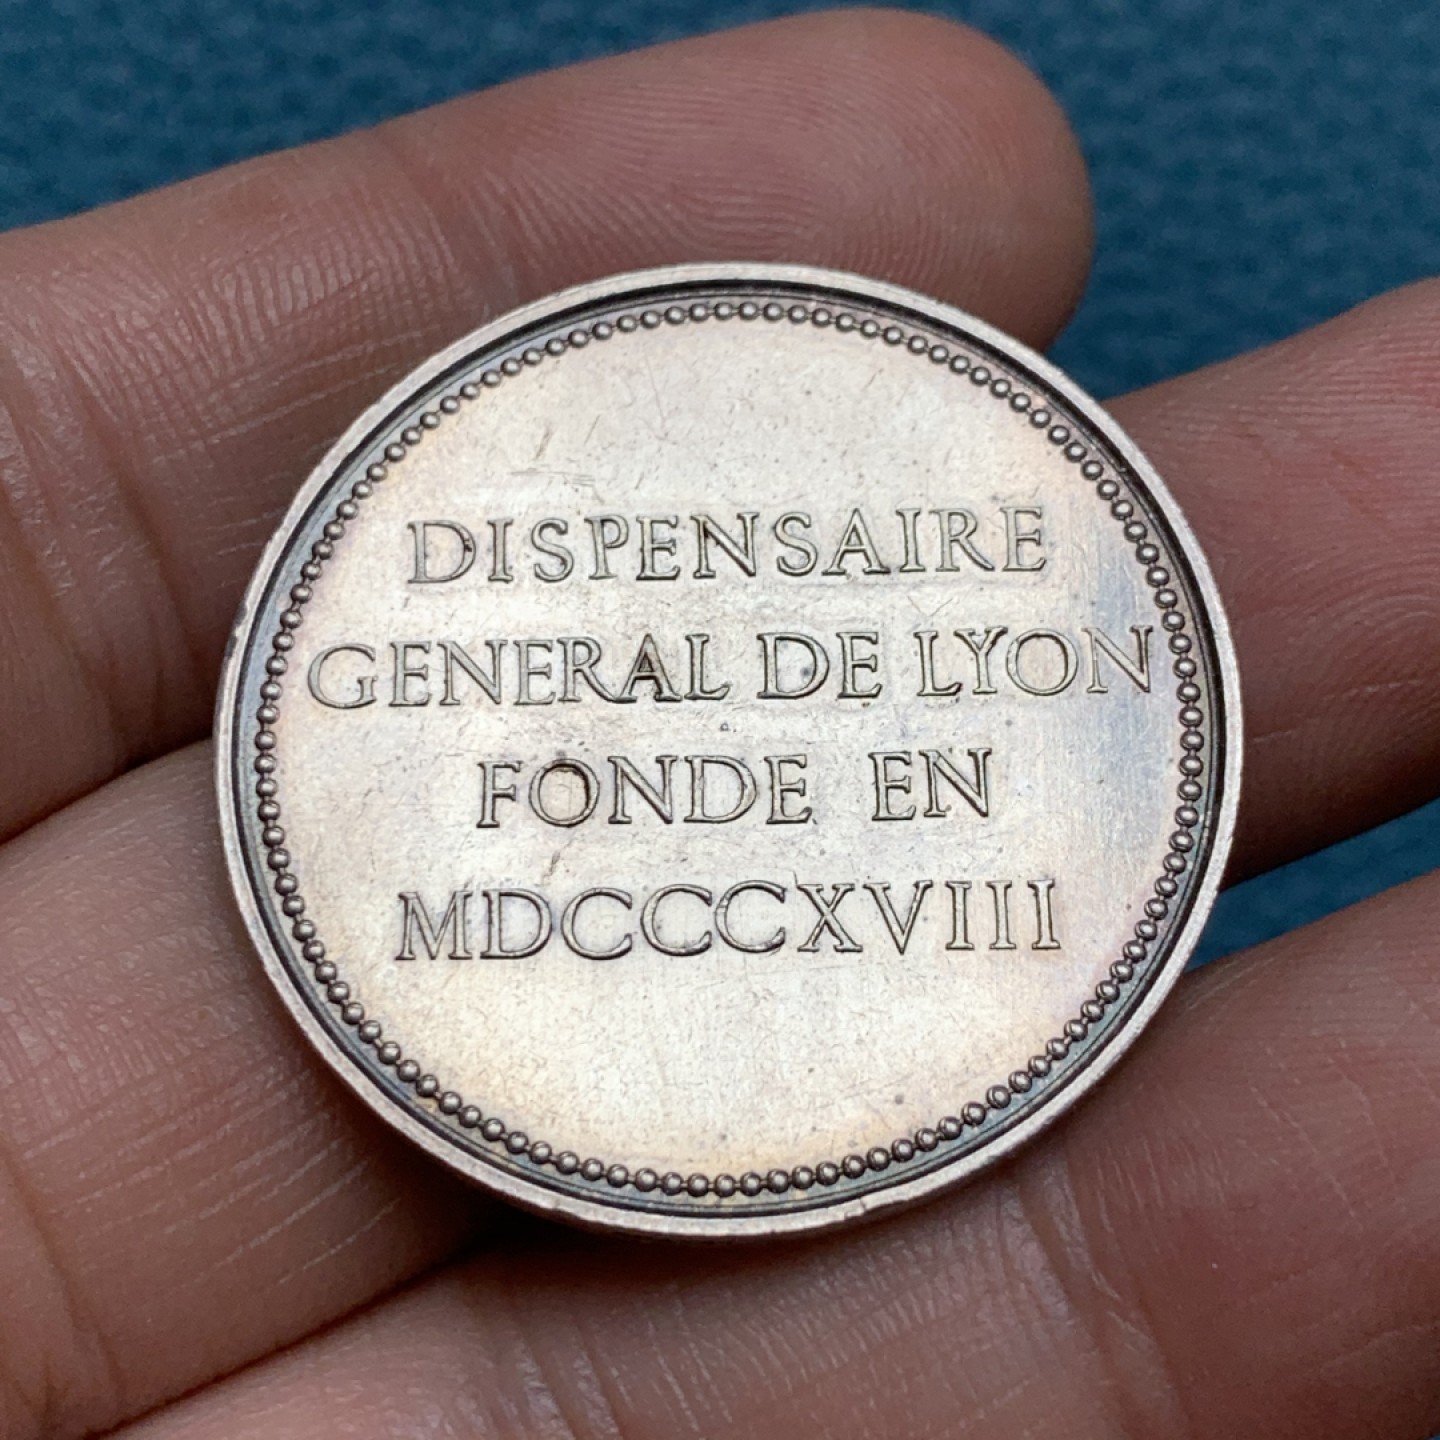 DISPENSAIRE
GENERAL DE LYON
FONDE EN
MDCCCXVIII